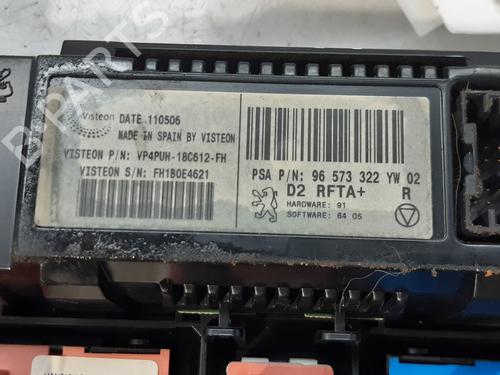 Visteon DATE 110506
MADE IN SPAIN BY VISTEON
VISTEON P/N: VP4PUH-18C612-FH
VISTEON S/N: FH1B0E4621
PSA P/N: 96 573 322 YW 02
D2 RFTA+ R
HARDWARE: 91
SOFTWARE: 64 05
B-PARTS